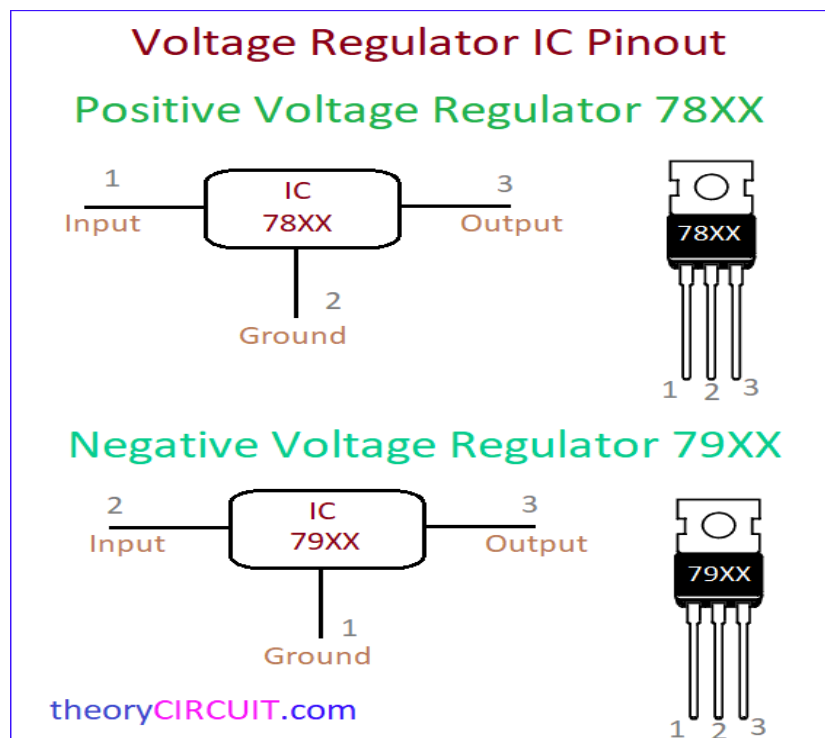 Voltage Regulator IC Pinout
Positive Voltage Regulator 78XX
1
Input
IC
78XX
3
Output
2
Ground
78XX
1 2 3
Negative Voltage Regulator 79XX
2
Input
IC
79XX
3
Output
1
Ground
79XX
1 2 3
theoryCIRCUIT.com